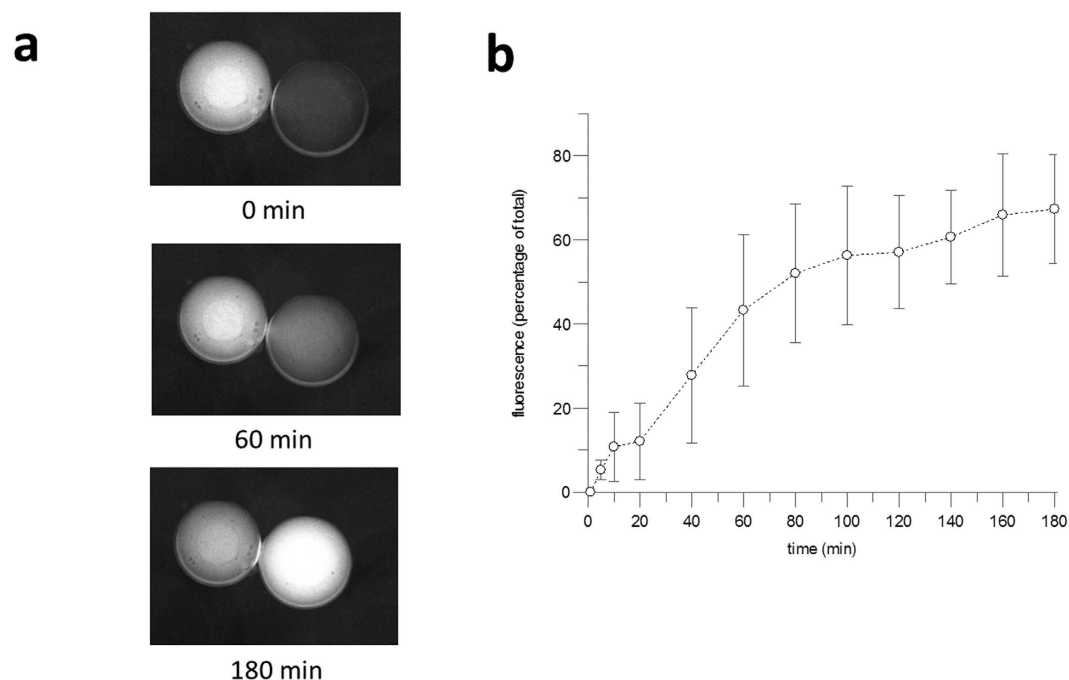 a
0 min
60 min
180 min
b
fluorescence (percentage of total)
80
60
40
20
0
0 20 40 60 80 100 120 140 160 180
time (min)